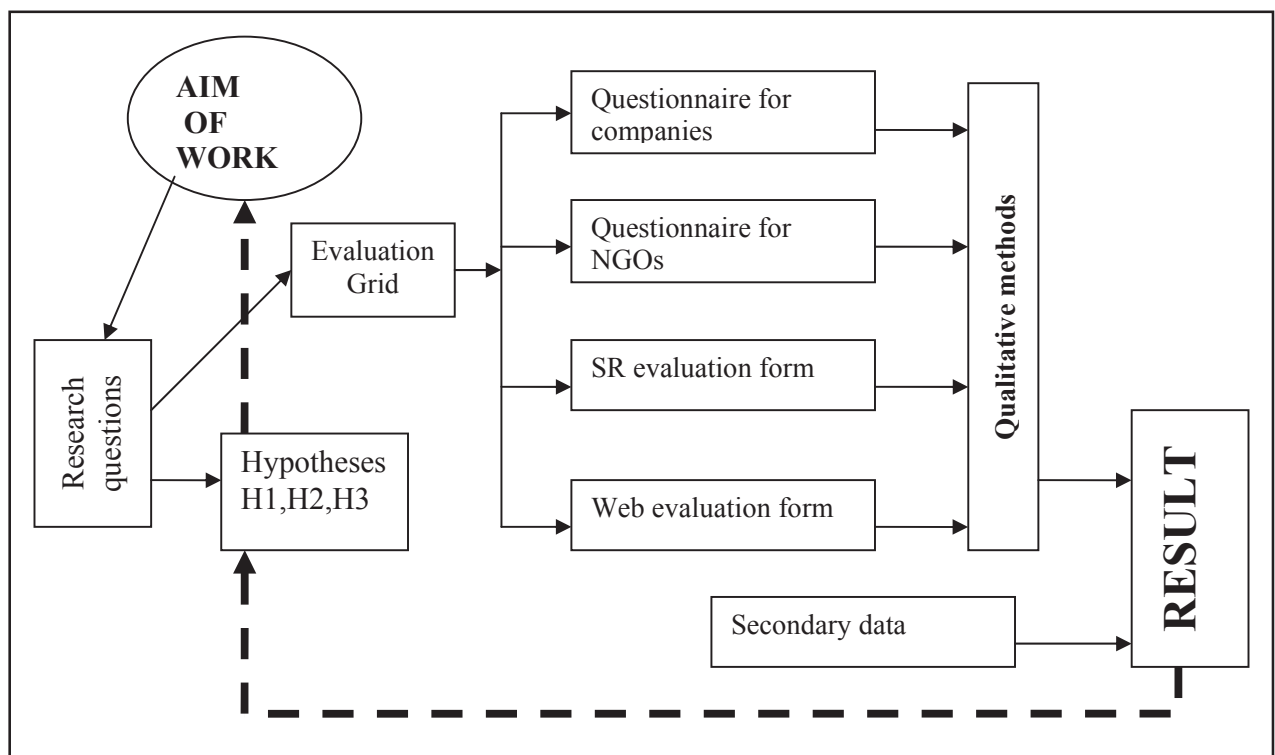 AIM
OF
WORK
Research
questions
Evaluation
Grid
Hypotheses
H1,H2,H3
Questionnaire for
companies
Questionnaire for
NGOs
SR evaluation form
Web evaluation form
Qualitative methods
Secondary data
RESULT